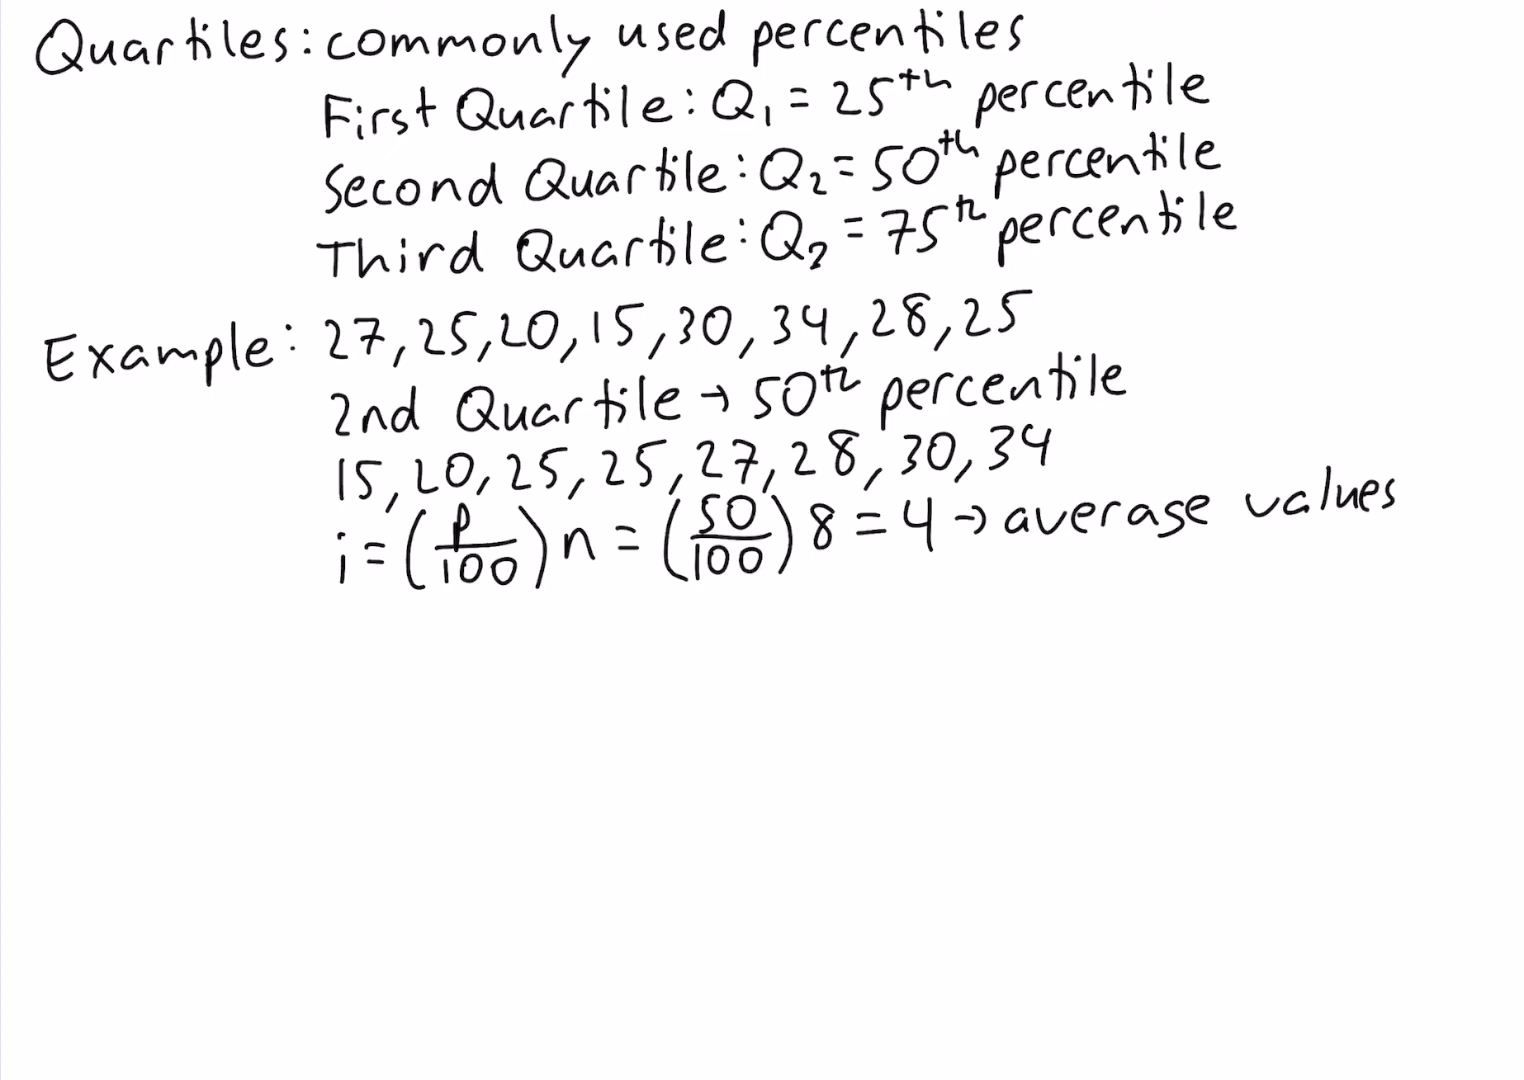 Quartiles: commonly used percentiles
First Quartile: Q₁ = 25ᵗʰ percentile
Second Quartile: Q₂ = 50ᵗʰ percentile
Third Quartile: Q₃ = 75ᵗʰ percentile
Example: 27, 25, 20, 15, 30, 34, 28, 25
2nd Quartile → 50ᵗʰ percentile
15, 20, 25, 25, 27, 28, 30, 34
i = (p/100) n = (50/100) 8 = 4 → average values